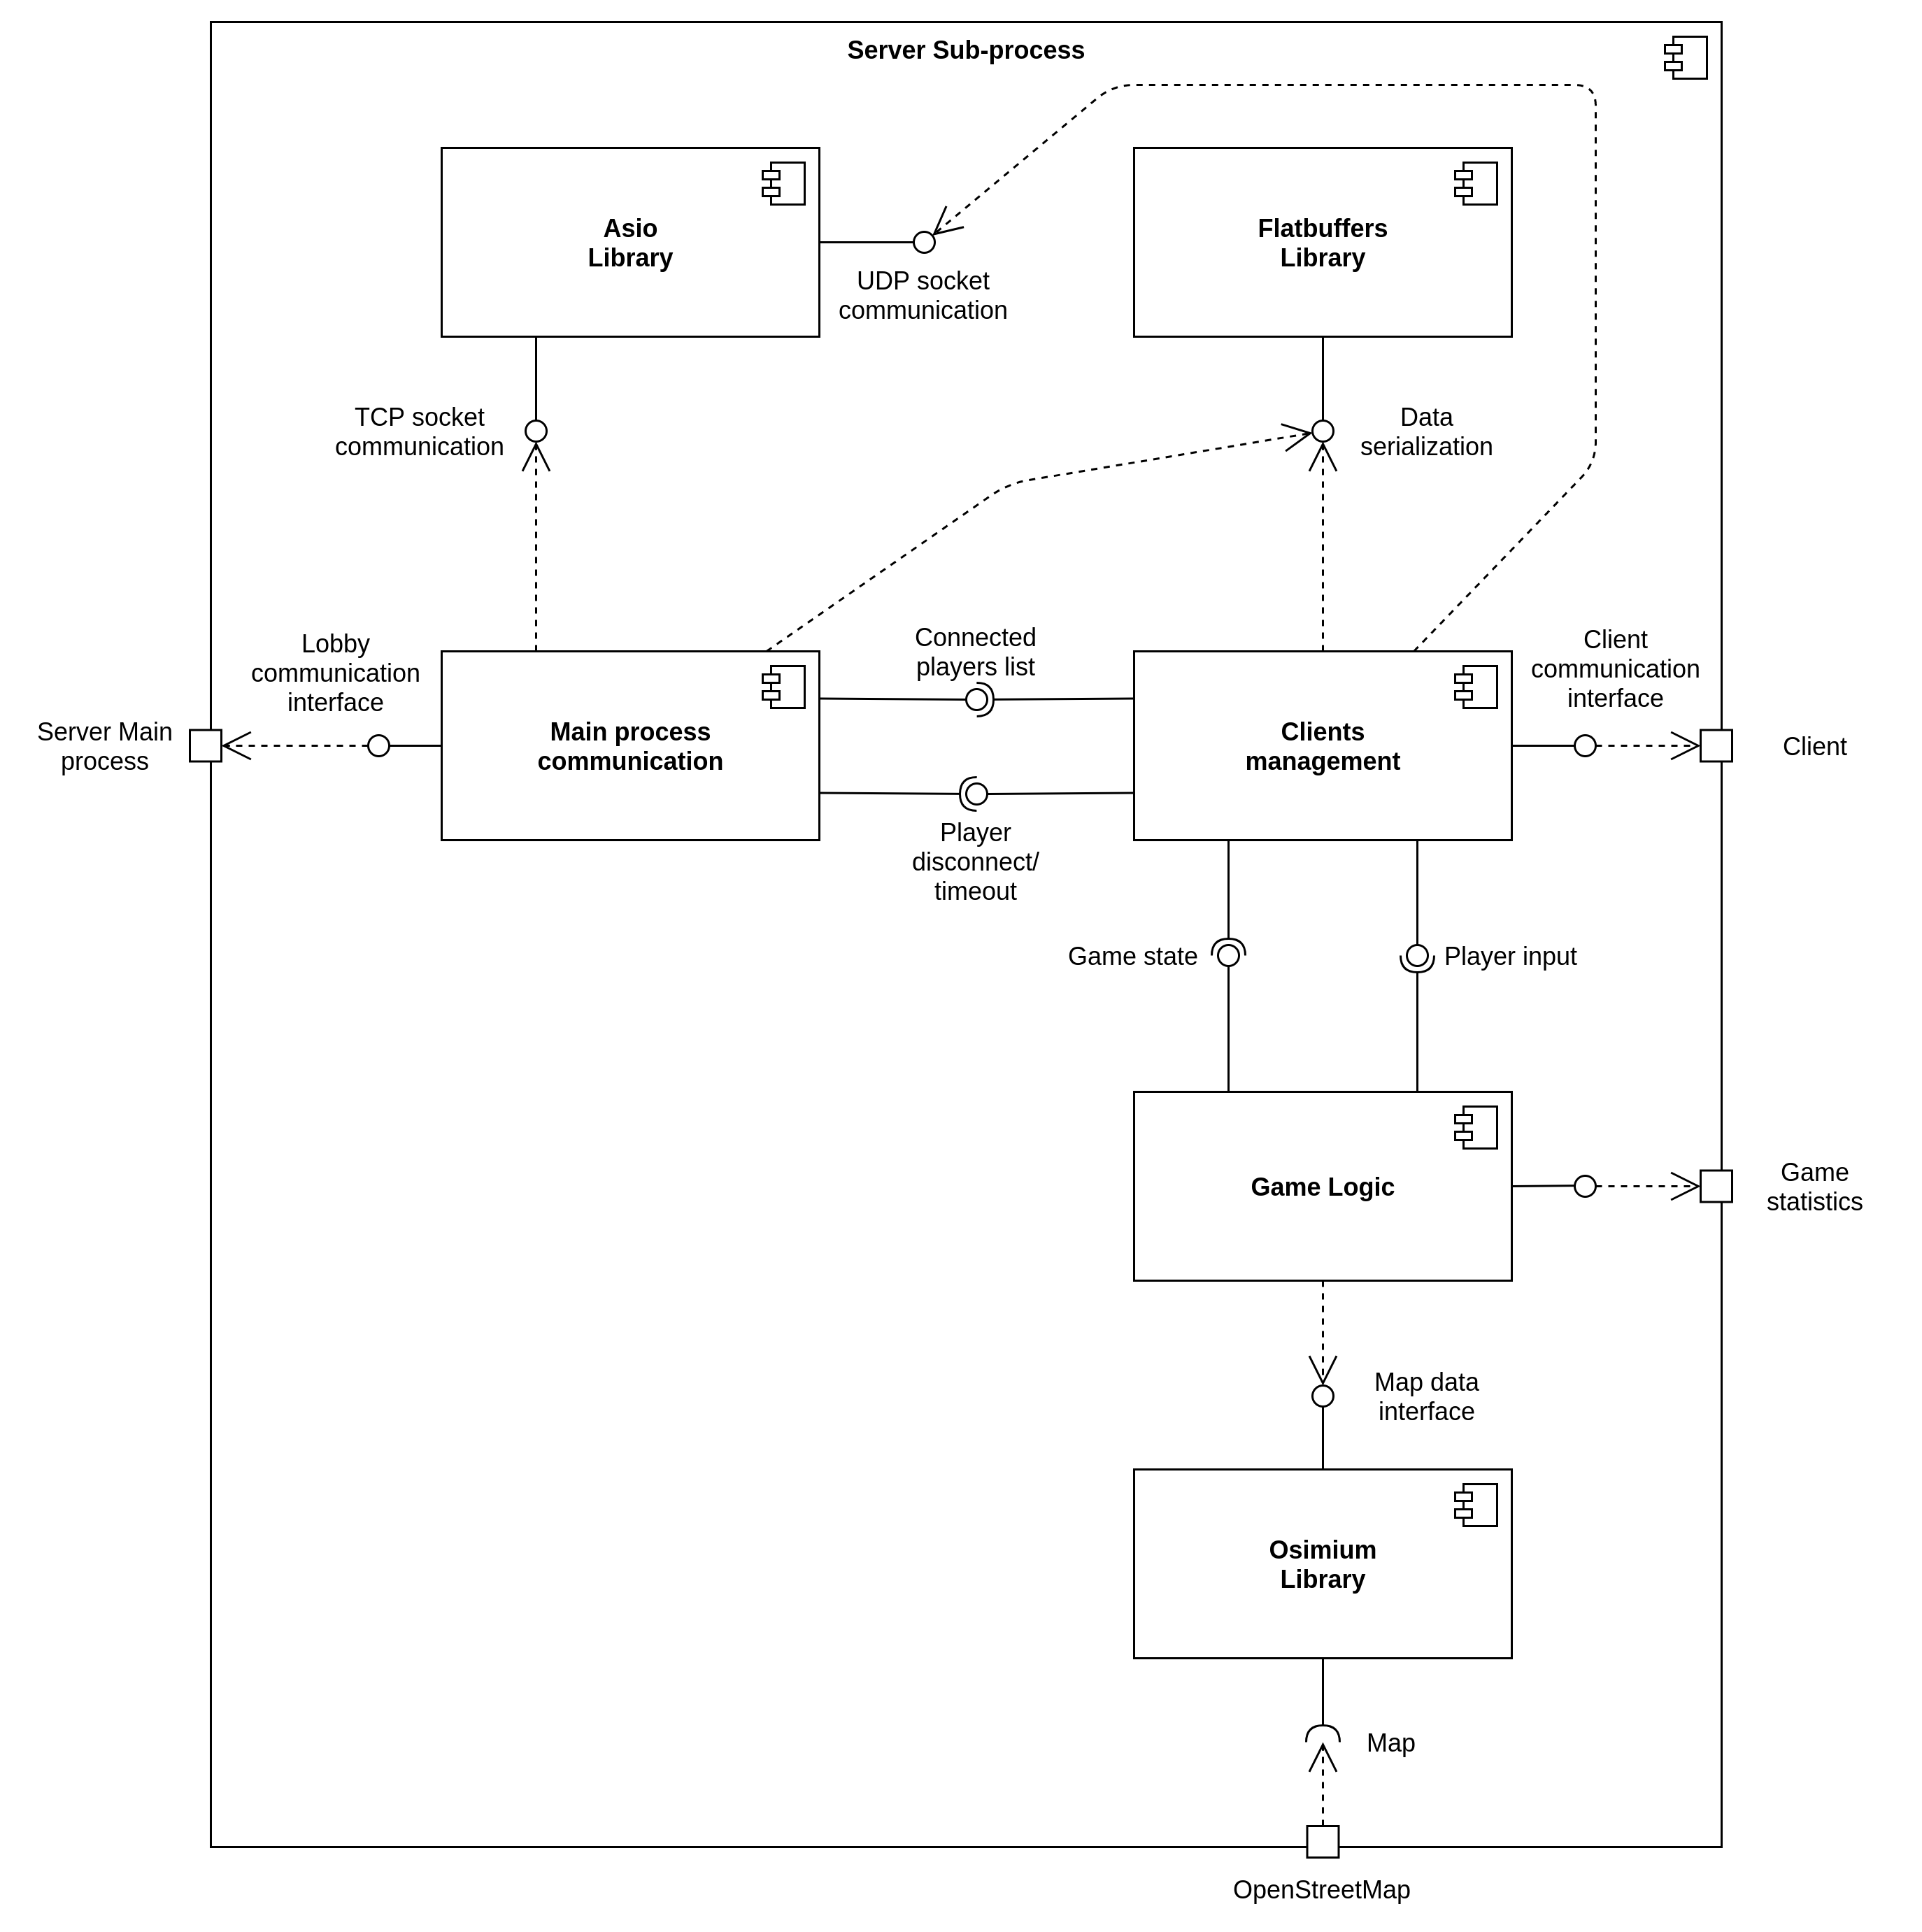 Server Sub-process
Asio
Library
Flatbuffers
Library
UDP socket
communication
TCP socket
communication
Data
serialization
Lobby
communication
interface
Connected
players list
Client
communication
interface
Server Main
process
Main process
communication
Clients
management
Client
Player
disconnect/
timeout
Game state
Player input
Game Logic
Game
statistics
Map data
interface
Osimium
Library
Map
OpenStreetMap